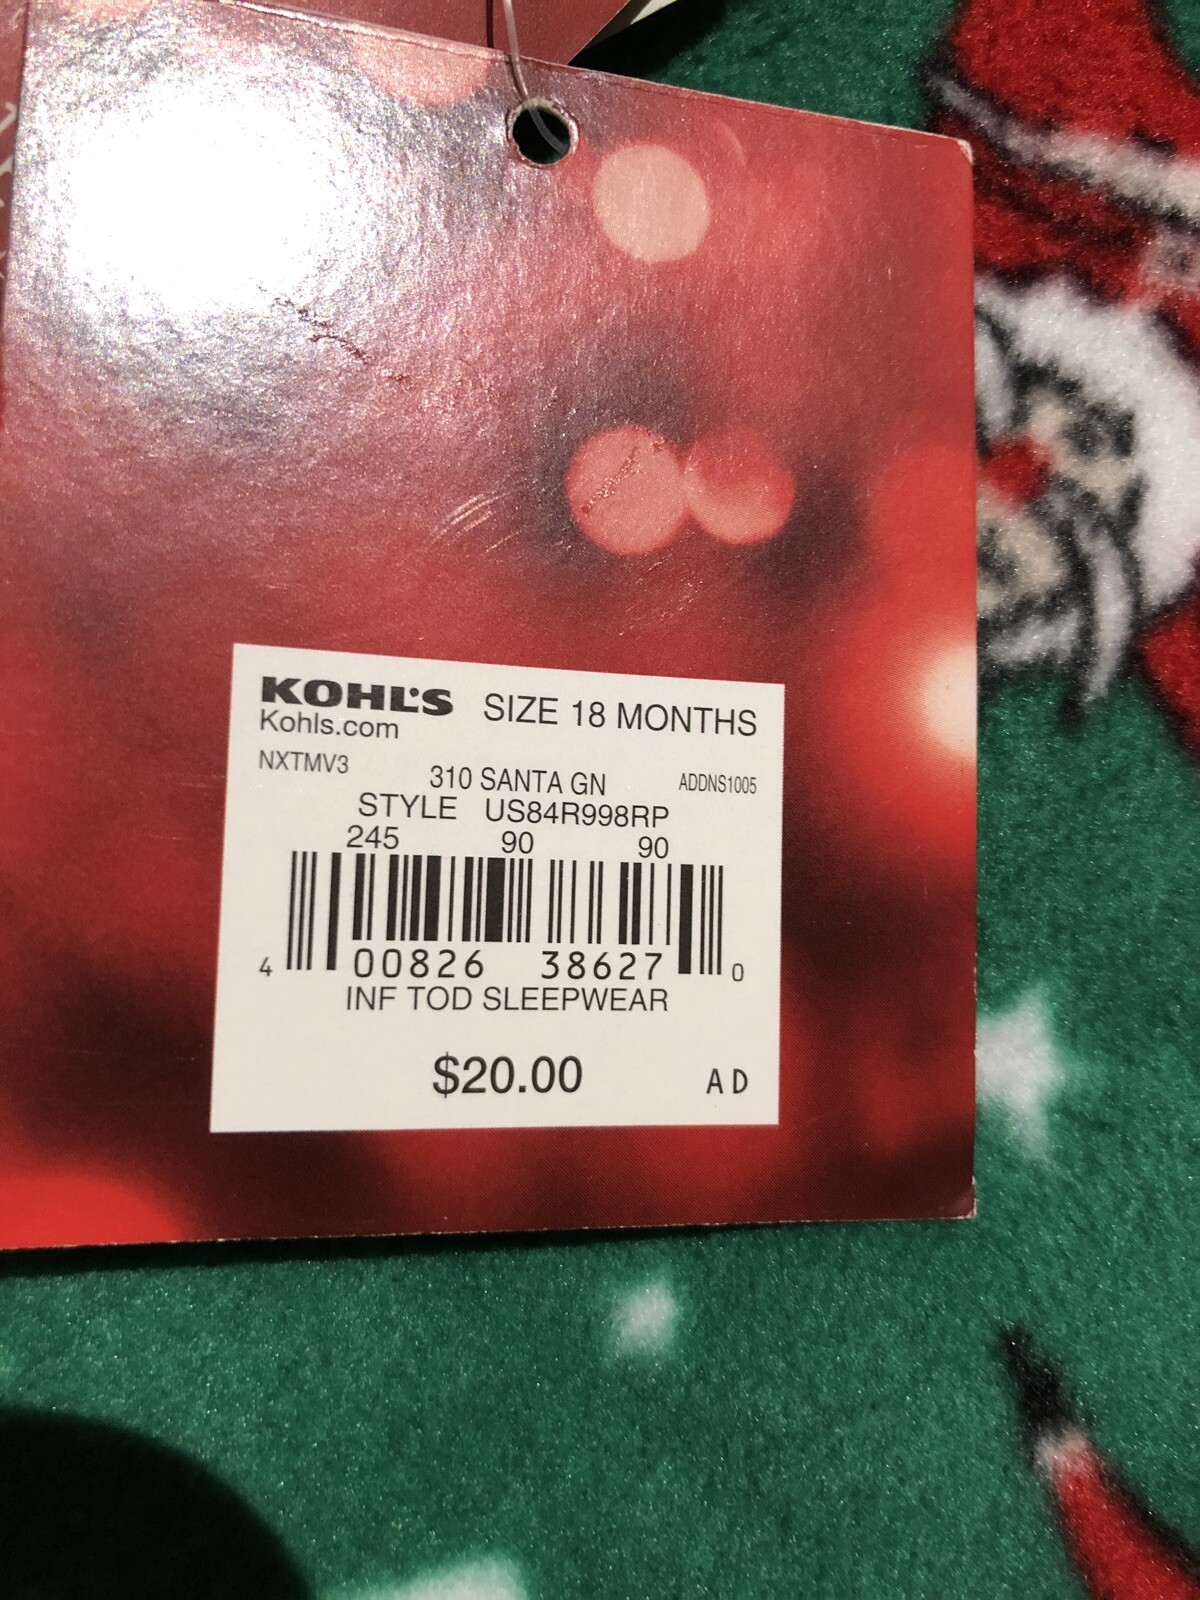 KOHL'S SIZE 18 MONTHS
Kohls.com
NXTMV3 310 SANTA GN ADDNS1005
STYLE US84R998RP
245 90 90
4 00826 38627 0
INF TOD SLEEPWEAR
$20.00 A D